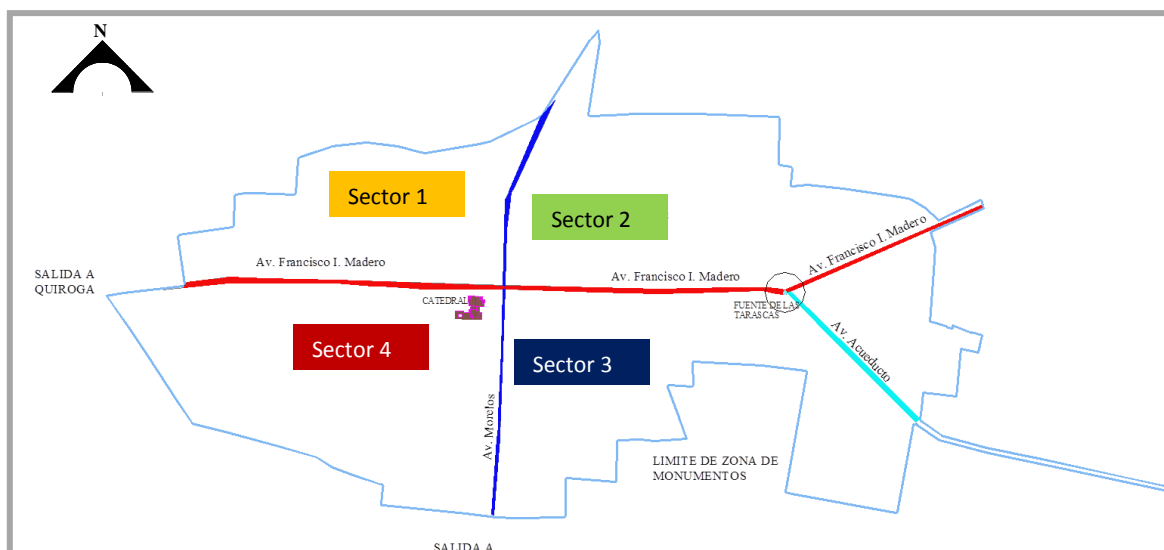 N
Sector 1
Sector 2
Av. Francisco I. Madero
SALIDA A
QUIROGA
Av. Francisco I. Madero
Av. Francisco I. Madero
CATEDRAL
FUENTE DE LAS
TARASCAS
Sector 4
Sector 3
Av. Acueducto
Av. Morelos
LIMITE DE ZONA DE
MONUMENTOS
SALIDA A